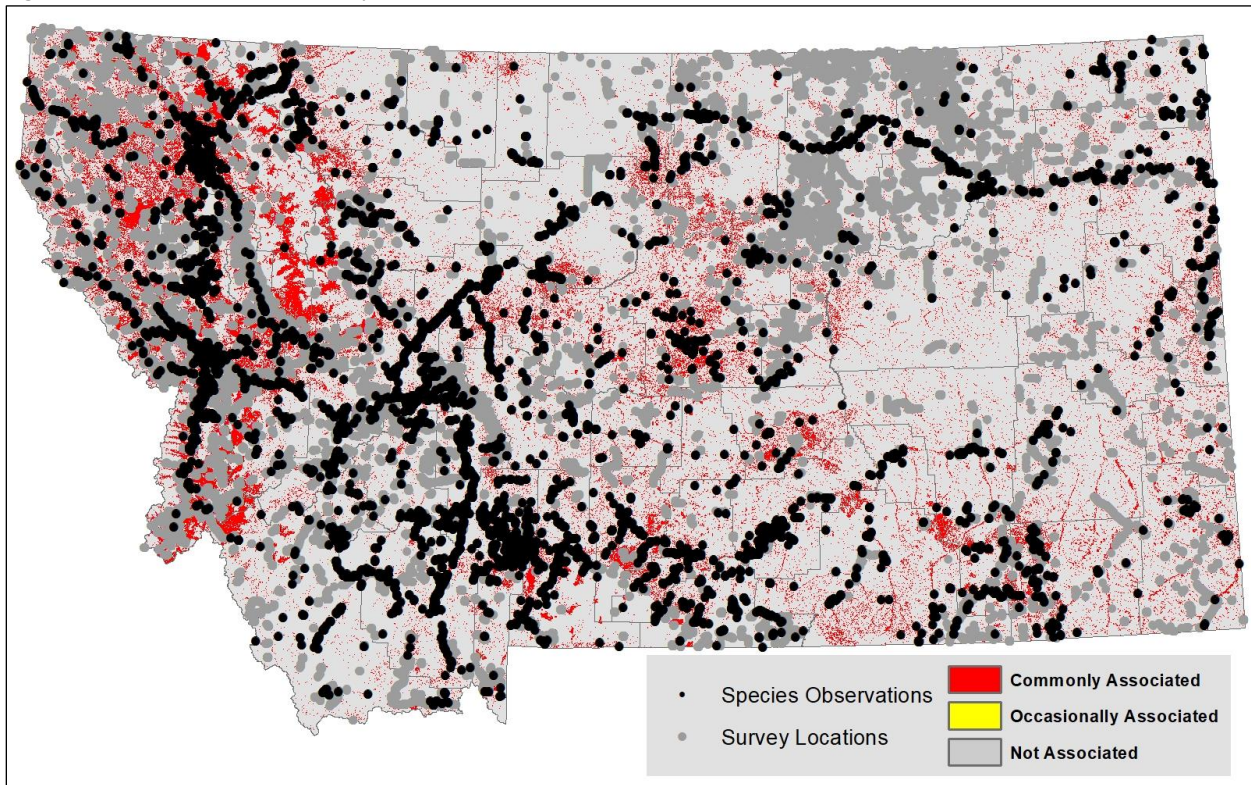 Species Observations
Survey Locations
Commonly Associated
Occasionally Associated
Not Associated